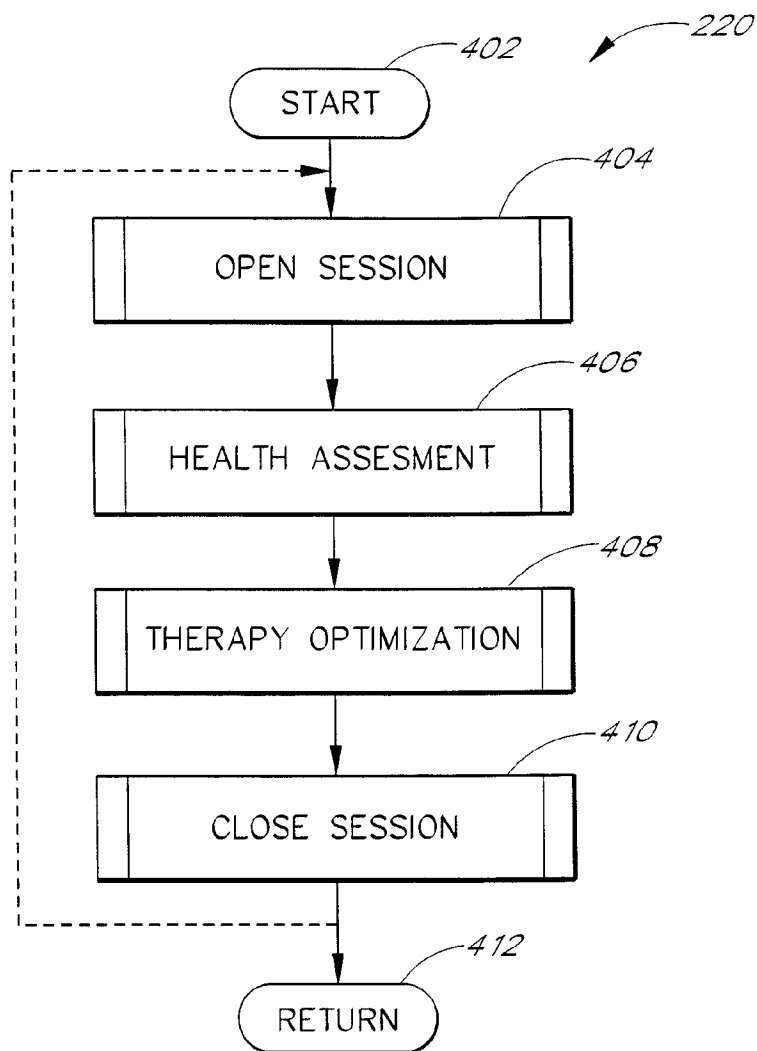 220
402
START
404
OPEN SESSION
406
HEALTH ASSESMENT
408
THERAPY OPTIMIZATION
410
CLOSE SESSION
412
RETURN